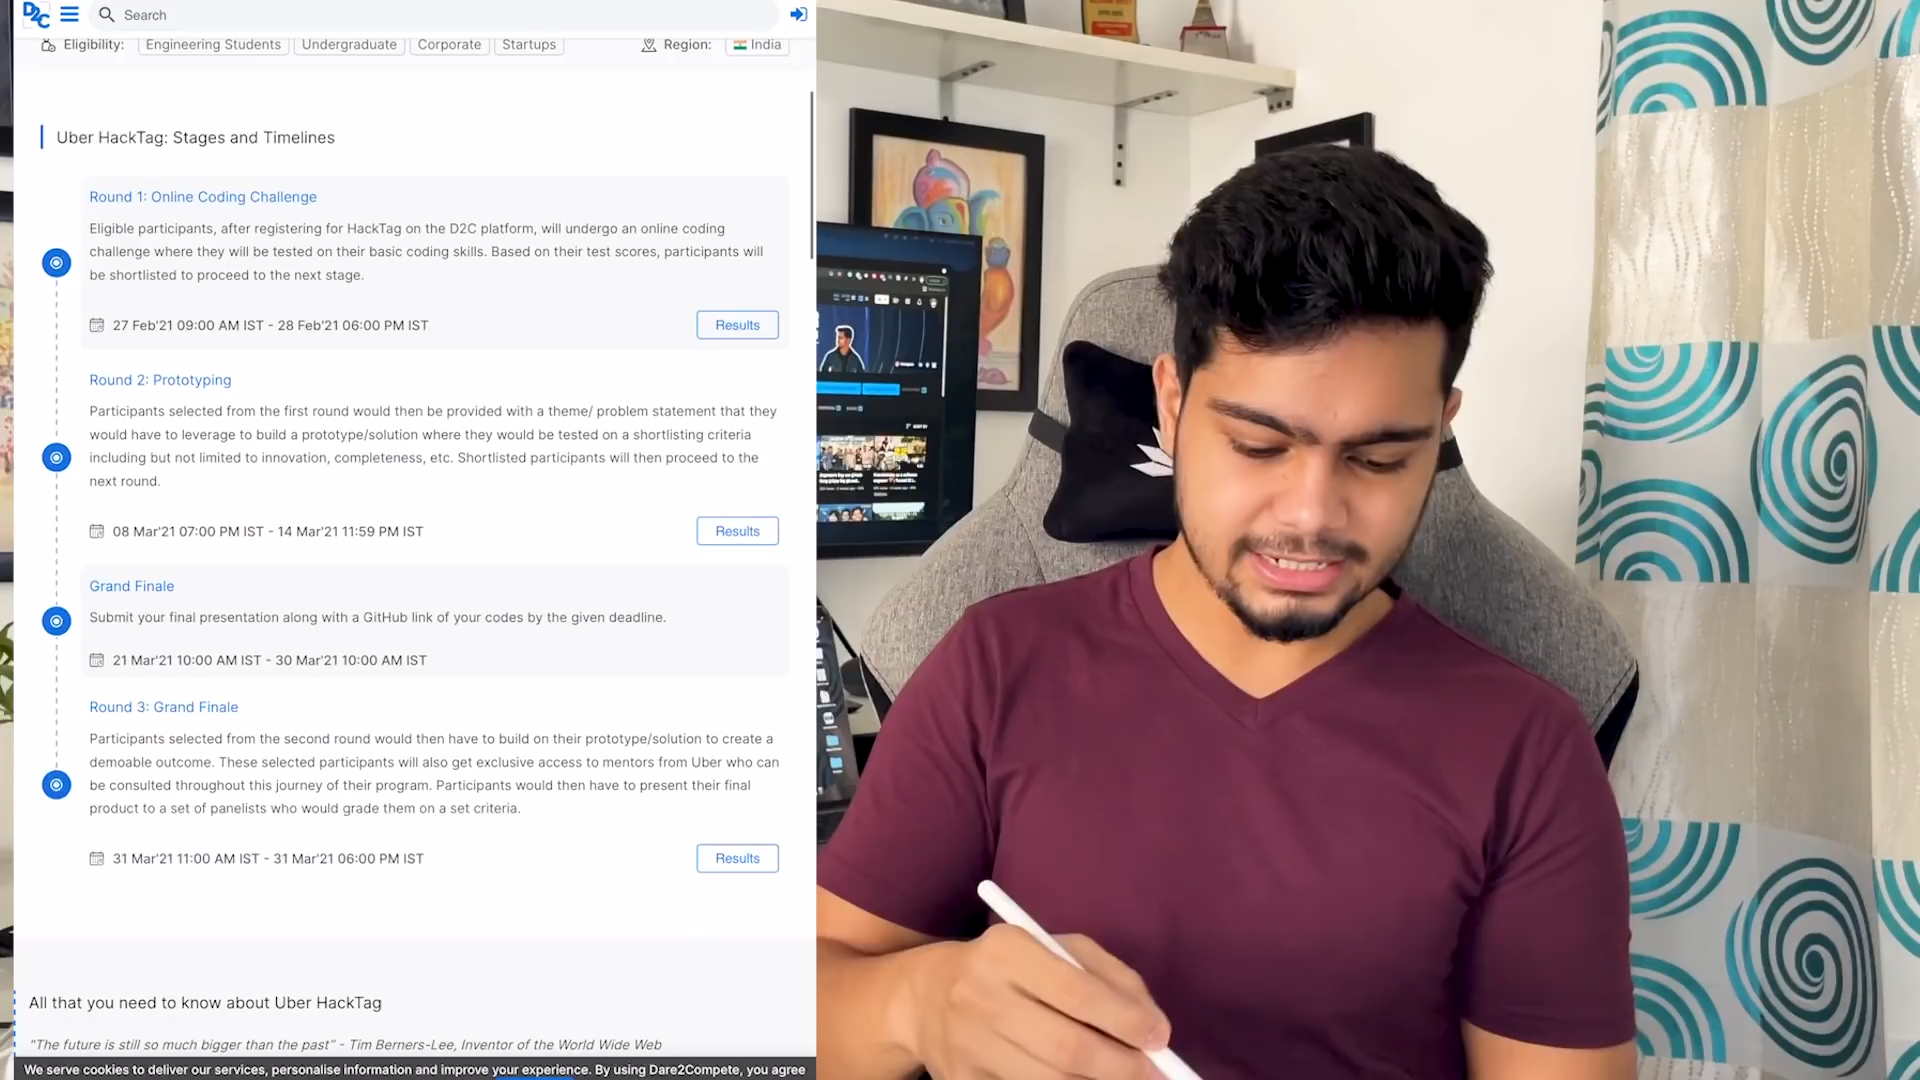 D2C
Search
Eligibility: Engineering Students Undergraduate Corporate Startups Region: India
Uber HackTag: Stages and Timelines
Round 1: Online Coding Challenge
Eligible participants, after registering for HackTag on the D2C platform, will undergo an online coding
challenge where they will be tested on their basic coding skills. Based on their test scores, participants will
be shortlisted to proceed to the next stage.
27 Feb'21 09:00 AM IST - 28 Feb'21 06:00 PM IST Results
Round 2: Prototyping
Participants selected from the first round would then be provided with a theme/ problem statement that they
would have to leverage to build a prototype/solution where they would be tested on a shortlisting criteria
including but not limited to innovation, completeness, etc. Shortlisted participants will then proceed to the
next round.
08 Mar'21 07:00 PM IST - 14 Mar'21 11:59 PM IST Results
Grand Finale
Submit your final presentation along with a GitHub link of your codes by the given deadline.
21 Mar'21 10:00 AM IST - 30 Mar'21 10:00 AM IST
Round 3: Grand Finale
Participants selected from the second round would then have to build on their prototype/solution to create a
demoable outcome. These selected participants will also get exclusive access to mentors from Uber who can
be consulted throughout this journey of their program. Participants would then have to present their final
product to a set of panelists who would grade them on a set criteria.
31 Mar'21 11:00 AM IST - 31 Mar'21 06:00 PM IST Results
All that you need to know about Uber HackTag
"The future is still so much bigger than the past" - Tim Berners-Lee, Inventor of the World Wide Web
We serve cookies to deliver our services, personalise information and improve your experience. By using Dare2Compete, you agree